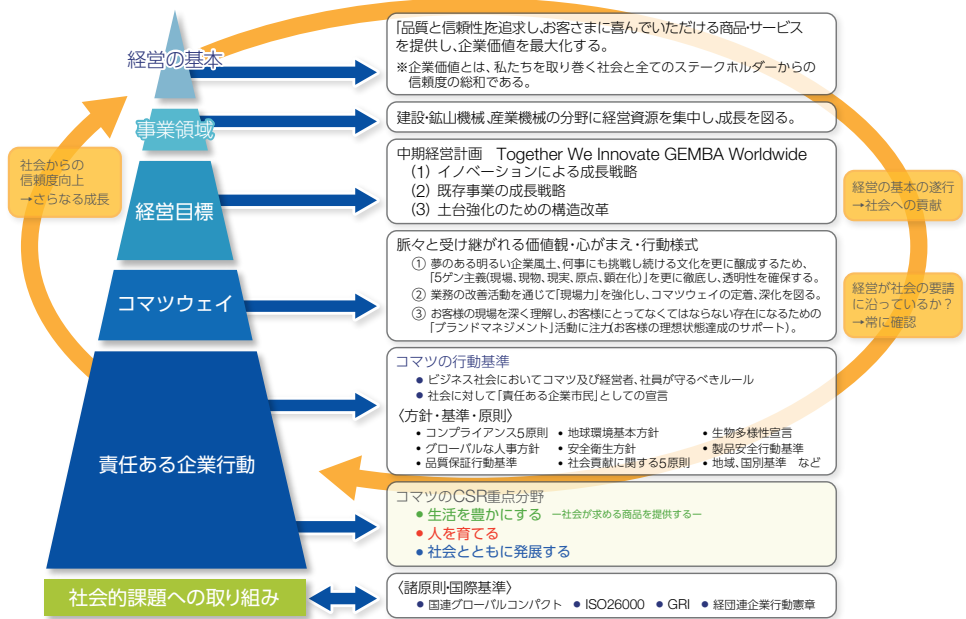 経営の基本
「品質と信頼性」を追求し、お客さまに喜んでいただける商品・サービス
を提供し、企業価値を最大化する。
※企業価値とは、私たちを取り巻く社会と全てのステークホルダーからの
信頼度の総和である。
事業領域
建設・鉱山機械、産業機械の分野に経営資源を集中し、成長を図る。
社会からの
信頼度向上
→さらなる成長
経営目標
中期経営計画 Together We Innovate GEMBA Worldwide
(1) イノベーションによる成長戦略
(2) 既存事業の成長戦略
(3) 土台強化のための構造改革
経営の基本の遂行
→社会への貢献
コマツウェイ
脈々と受け継がれる価値観・心がまえ・行動様式
① 夢のある明るい企業風土、何事にも挑戦し続ける文化を更に醸成するため、
「5ゲン主義(現場、現物、現実、原点、顕在化)」を更に徹底し、透明性を確保する。
② 業務の改善活動を通じて「現場力」を強化し、コマツウェイの定着、深化を図る。
③ お客様の現場を深く理解し、お客様にとってなくてはならない存在になるための
「ブランドマネジメント」活動に注力(お客様の理想状態達成のサポート)。
経営が社会の要請
に沿っているか?
→常に確認
責任ある企業行動
コマツの行動基準
● ビジネス社会においてコマツ及び経営者、社員が守るべきルール
● 社会に対して「責任ある企業市民」としての宣言
〈方針・基準・原則〉
• コンプライアンス5原則 • 地球環境基本方針 • 生物多様性宣言
• グローバルな人事方針 • 安全衛生方針 • 製品安全行動基準
• 品質保証行動基準 • 社会貢献に関する5原則 • 地域、国別基準 など
コマツのCSR重点分野
● 生活を豊かにする ー社会が求める商品を提供するー
● 人を育てる
● 社会とともに発展する
社会的課題への取り組み
〈諸原則・国際基準〉
● 国連グローバルコンパクト ● ISO26000 ● GRI ● 経団連企業行動憲章